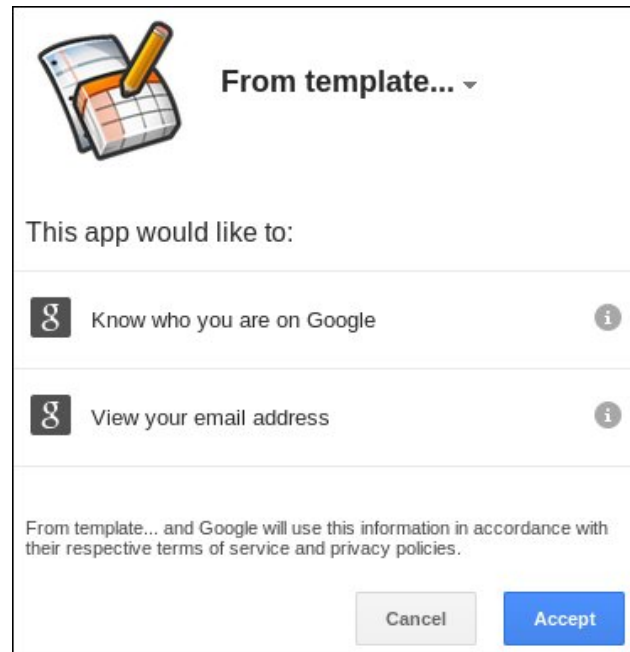 From template...
This app would like to:
g Know who you are on Google i
g View your email address i
From template... and Google will use this information in accordance with
their respective terms of service and privacy policies.
Cancel Accept